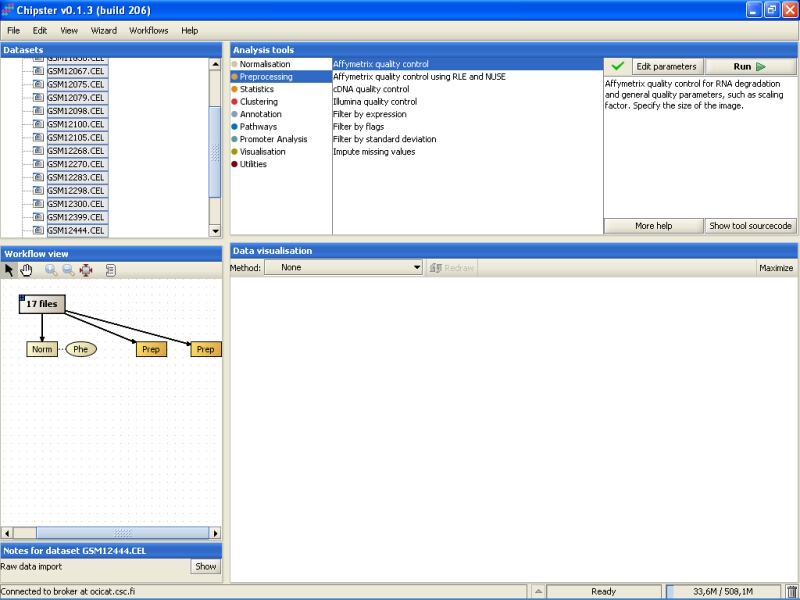 Chipster v0.1.3 (build 206)
File Edit View Wizard Workflows Help
Datasets
GSM11838.CEL
GSM12067.CEL
GSM12075.CEL
GSM12079.CEL
GSM12098.CEL
GSM12100.CEL
GSM12105.CEL
GSM12268.CEL
GSM12270.CEL
GSM12283.CEL
GSM12298.CEL
GSM12300.CEL
GSM12399.CEL
GSM12444.CEL
Analysis tools
Normalisation
Preprocessing
Statistics
Clustering
Annotation
Pathways
Promoter Analysis
Visualisation
Utilities
Affymetrix quality control
Affymetrix quality control using RLE and NUSE
cDNA quality control
Illumina quality control
Filter by expression
Filter by flags
Filter by standard deviation
Impute missing values
Edit parameters Run
Affymetrix quality control for RNA degradation
and general quality parameters, such as scaling
factor. Specify the size of the image.
More help Show tool sourcecode
Workflow view
17 files
Norm Phe Prep Prep
Data visualisation
Method: None Redraw Maximize
Notes for dataset GSM12444.CEL
Raw data import Show
Connected to broker at ocicat.csc.fi Ready 33,6M / 508,1M